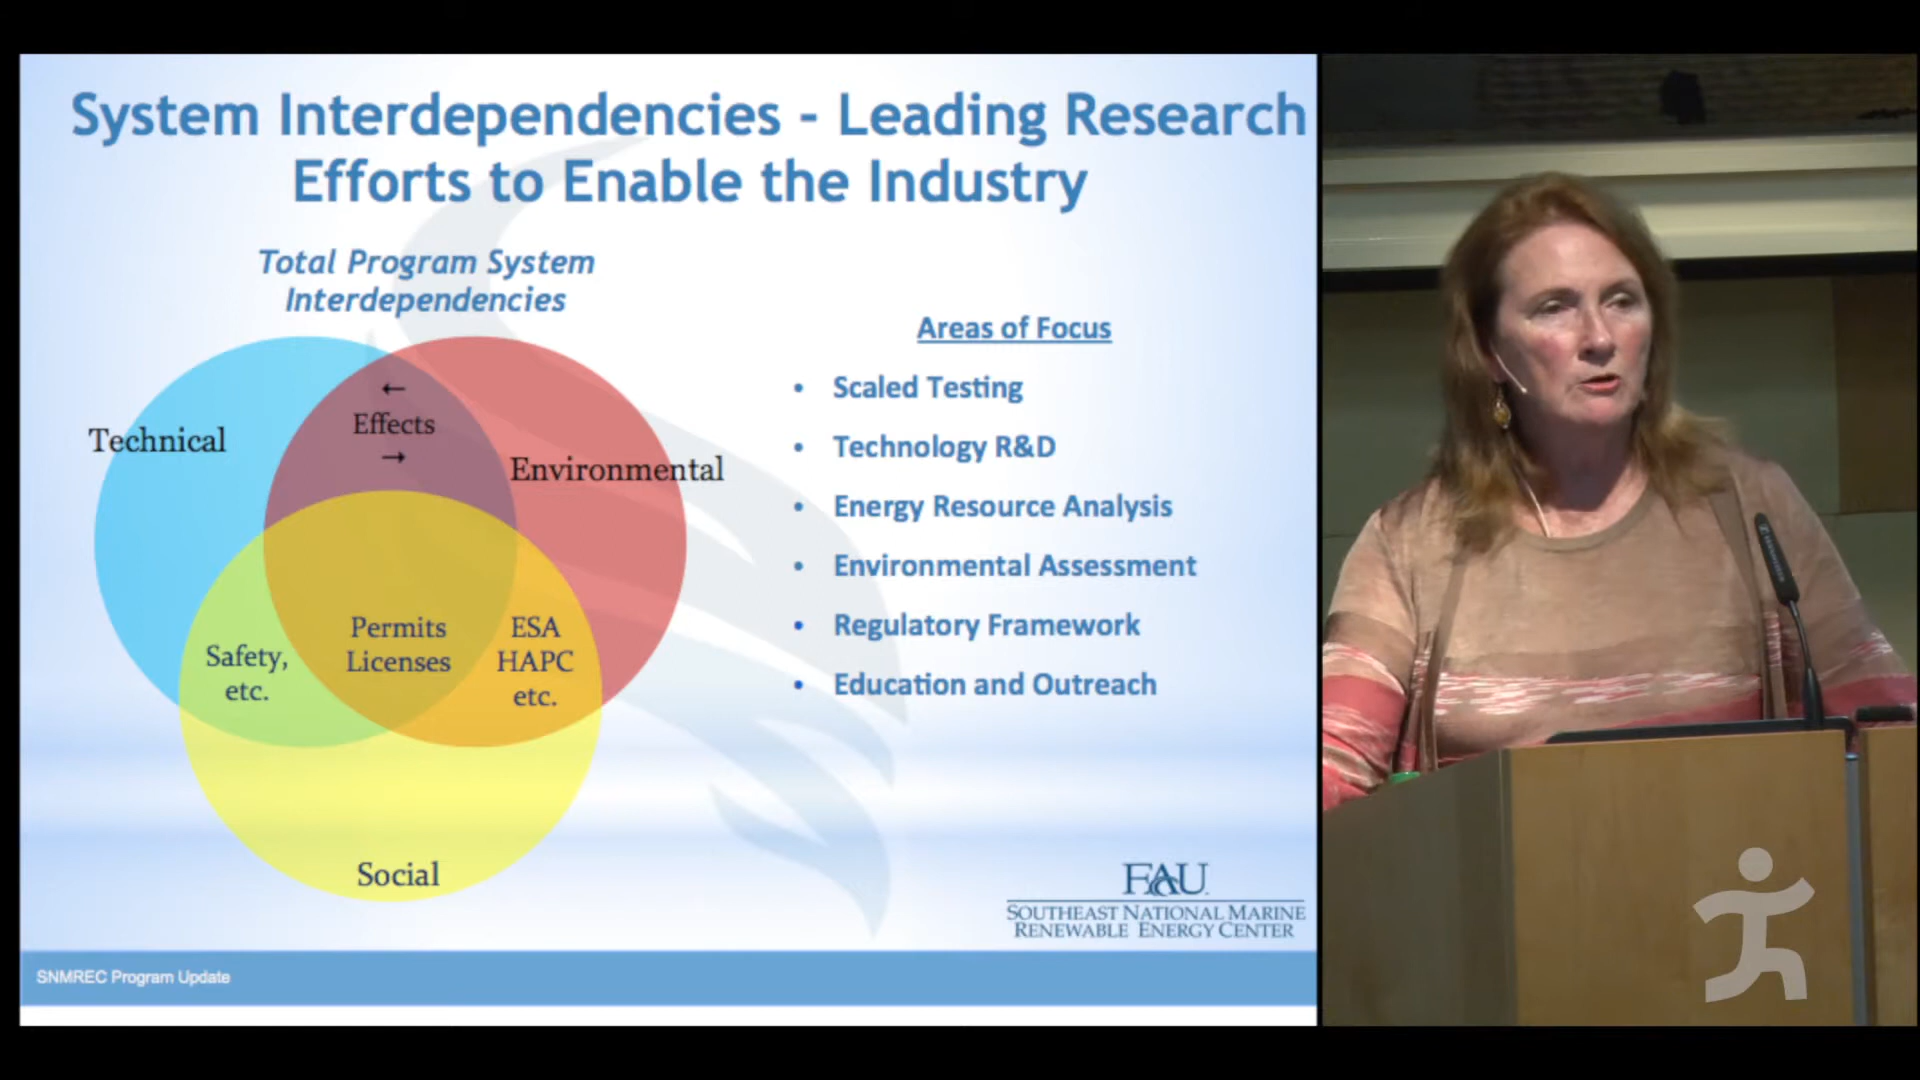 System Interdependencies - Leading Research
Efforts to Enable the Industry
Total Program System
Interdependencies
Technical
←
Effects
→
Environmental
Safety,
etc.
Permits
Licenses
ESA
HAPC
etc.
Social
Areas of Focus
• Scaled Testing
• Technology R&D
• Energy Resource Analysis
• Environmental Assessment
• Regulatory Framework
• Education and Outreach
FAU
SOUTHEAST NATIONAL MARINE
RENEWABLE ENERGY CENTER
SNMREC Program Update